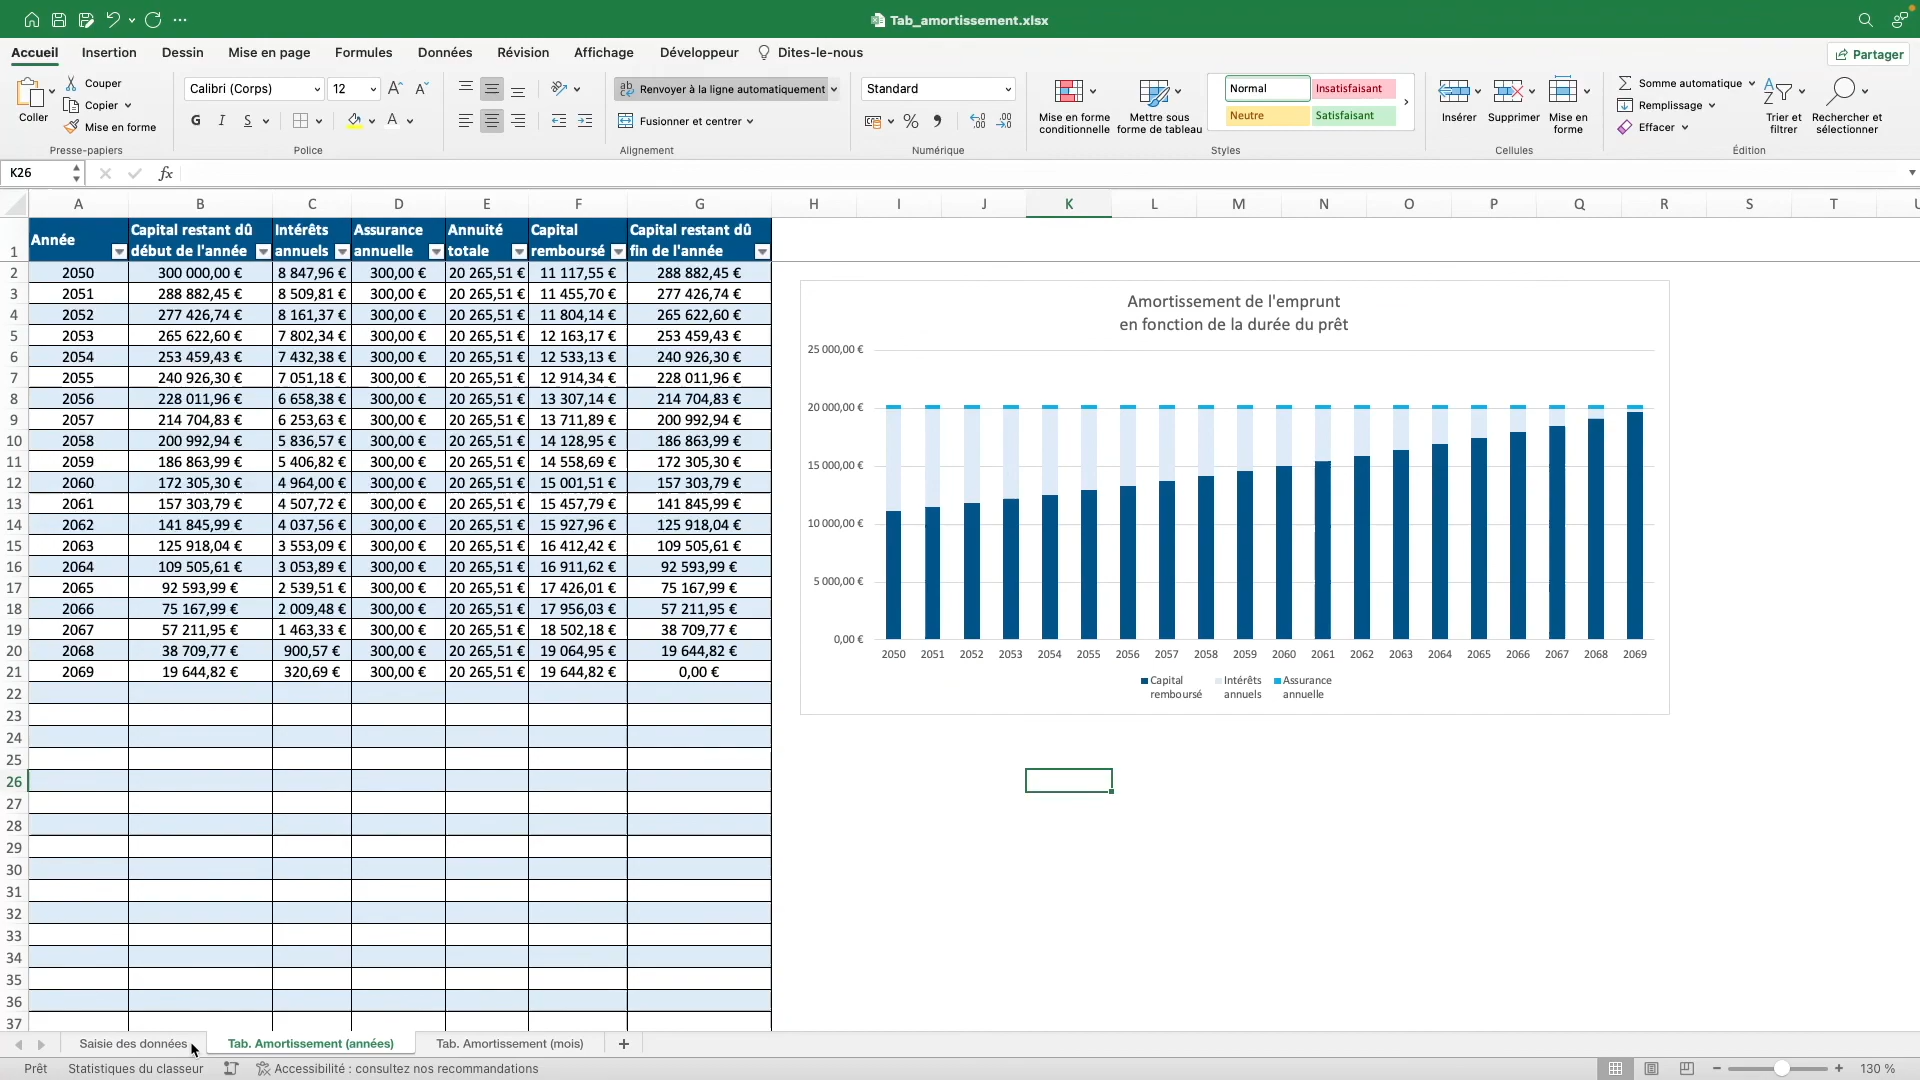 Tab_amortissement.xlsx
Accueil Insertion Dessin Mise en page Formules Données Révision Affichage Développeur Dites-le-nous
Partager
Coller
Couper
Copier
Mise en forme
Presse-papiers
Calibri (Corps) 12
G I S
Police
Renvoyer à la ligne automatiquement
Fusionner et centrer
Alignement
Standard
Numérique
Mise en forme
conditionnelle
Mettre sous
forme de tableau
Normal Insatisfaisant
Neutre Satisfaisant
Styles
Insérer Supprimer Mise en
forme
Cellules
Somme automatique
Remplissage
Effacer
Trier et
filtrer
Rechercher et
sélectionner
Édition
K26 fx
A B C D E F G H I J K L M N O P Q R S T U
1 Année Capital restant dû
début de l'année Intérêts
annuels Assurance
annuelle Annuité
totale Capital
remboursé Capital restant dû
fin de l'année
2 2050 300 000,00 € 8 847,96 € 300,00 € 20 265,51 € 11 117,55 € 288 882,45 €
3 2051 288 882,45 € 8 509,81 € 300,00 € 20 265,51 € 11 455,70 € 277 426,74 €
4 2052 277 426,74 € 8 161,37 € 300,00 € 20 265,51 € 11 804,14 € 265 622,60 €
5 2053 265 622,60 € 7 802,34 € 300,00 € 20 265,51 € 12 163,17 € 253 459,43 €
6 2054 253 459,43 € 7 432,38 € 300,00 € 20 265,51 € 12 533,13 € 240 926,30 €
7 2055 240 926,30 € 7 051,18 € 300,00 € 20 265,51 € 12 914,34 € 228 011,96 €
8 2056 228 011,96 € 6 658,38 € 300,00 € 20 265,51 € 13 307,14 € 214 704,83 €
9 2057 214 704,83 € 6 253,63 € 300,00 € 20 265,51 € 13 711,89 € 200 992,94 €
10 2058 200 992,94 € 5 836,57 € 300,00 € 20 265,51 € 14 128,95 € 186 863,99 €
11 2059 186 863,99 € 5 406,82 € 300,00 € 20 265,51 € 14 558,69 € 172 305,30 €
12 2060 172 305,30 € 4 964,00 € 300,00 € 20 265,51 € 15 001,51 € 157 303,79 €
13 2061 157 303,79 € 4 507,72 € 300,00 € 20 265,51 € 15 457,79 € 141 845,99 €
14 2062 141 845,99 € 4 037,56 € 300,00 € 20 265,51 € 15 927,96 € 125 918,04 €
15 2063 125 918,04 € 3 553,09 € 300,00 € 20 265,51 € 16 412,42 € 109 505,61 €
16 2064 109 505,61 € 3 053,89 € 300,00 € 20 265,51 € 16 911,62 € 92 593,99 €
17 2065 92 593,99 € 2 539,51 € 300,00 € 20 265,51 € 17 426,01 € 75 167,99 €
18 2066 75 167,99 € 2 009,48 € 300,00 € 20 265,51 € 17 956,03 € 57 211,95 €
19 2067 57 211,95 € 1 463,33 € 300,00 € 20 265,51 € 18 502,18 € 38 709,77 €
20 2068 38 709,77 € 900,57 € 300,00 € 20 265,51 € 19 064,95 € 19 644,82 €
21 2069 19 644,82 € 320,69 € 300,00 € 20 265,51 € 19 644,82 € 0,00 €
22
23
24
25
26
27
28
29
30
31
32
33
34
35
36
37
Amortissement de l'emprunt
en fonction de la durée du prêt
25 000,00 €
20 000,00 €
15 000,00 €
10 000,00 €
5 000,00 €
0,00 €
2050 2051 2052 2053 2054 2055 2056 2057 2058 2059 2060 2061 2062 2063 2064 2065 2066 2067 2068 2069
Capital
remboursé
Intérêts
annuels
Assurance
annuelle
Saisie des données Tab. Amortissement (années) Tab. Amortissement (mois)
Prêt Statistiques du classeur Accessibilité : consultez nos recommandations 130 %